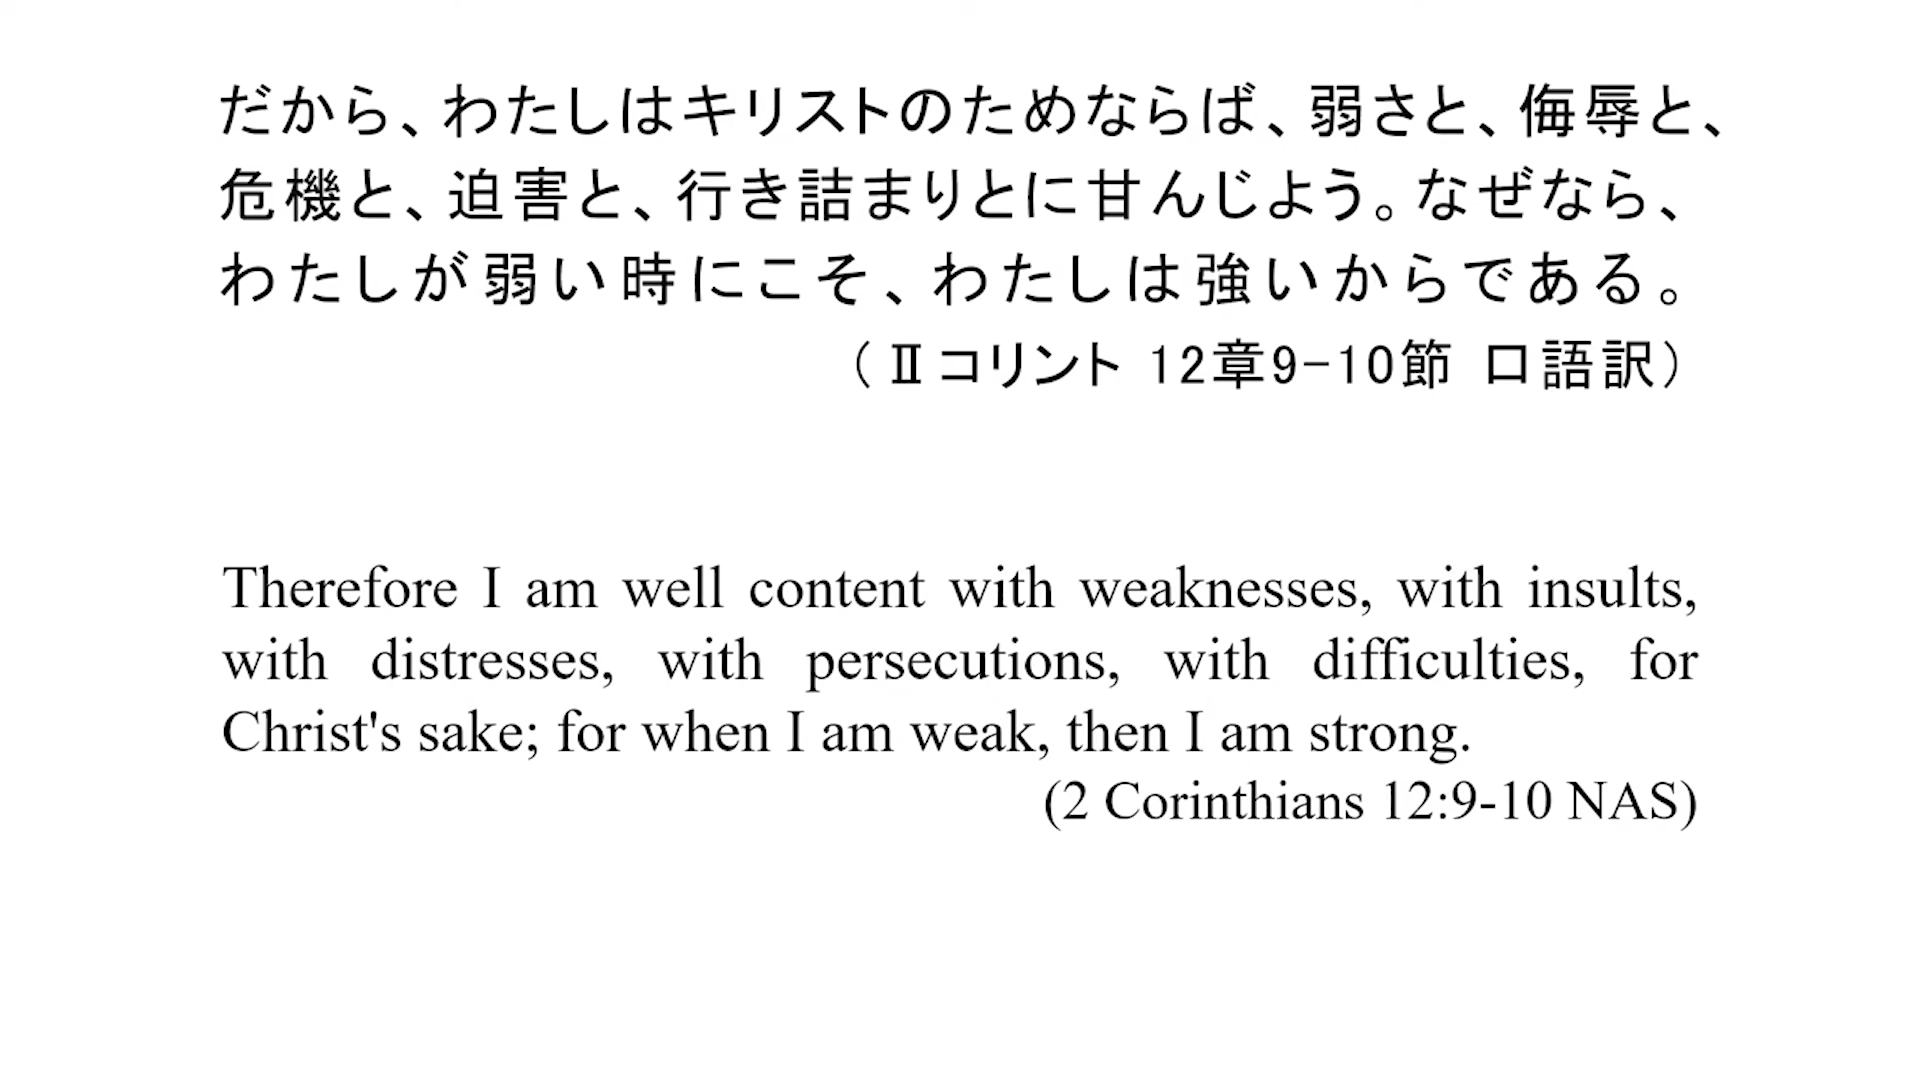 だから、わたしはキリストのためならば、弱さと、侮辱と、
危機と、迫害と、行き詰まりとに甘んじよう。なぜなら、
わたしが弱い時にこそ、わたしは強いからである。
（Ⅱコリント 12章9-10節 口語訳）
Therefore I am well content with weaknesses, with insults,
with distresses, with persecutions, with difficulties, for
Christ's sake; for when I am weak, then I am strong.
(2 Corinthians 12:9-10 NAS)